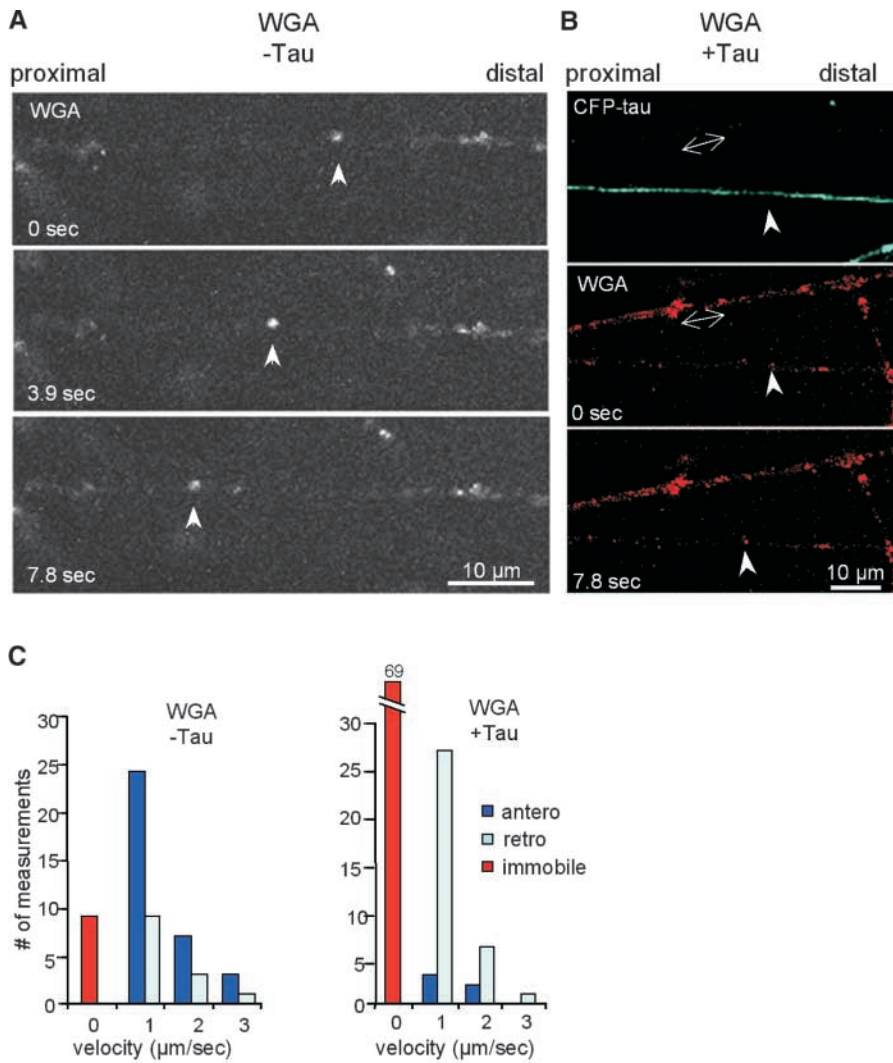 A
WGA
-Tau
proximal distal
WGA
0 sec
3.9 sec
7.8 sec
10 µm
B
WGA
+Tau
proximal distal
CFP-tau
WGA
0 sec
7.8 sec
10 µm
C
WGA
-Tau
30
25
20
15
10
5
0
# of measurements
0 1 2 3
velocity (µm/sec)
69
WGA
+Tau
30
25
20
15
10
5
0
antero
retro
immobile
0 1 2 3
velocity (µm/sec)